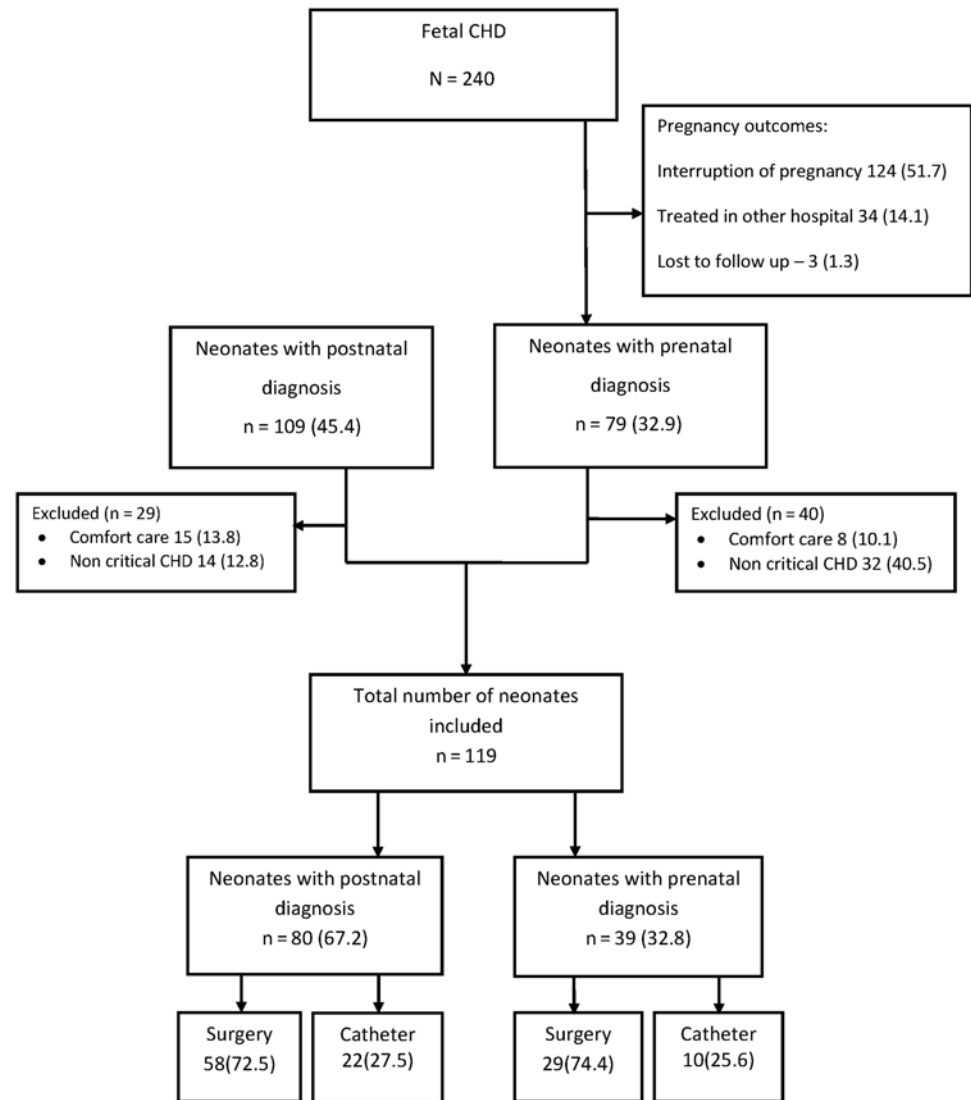 Fetal CHD
N = 240
Pregnancy outcomes:
Interruption of pregnancy 124 (51.7)
Treated in other hospital 34 (14.1)
Lost to follow up – 3 (1.3)
Neonates with postnatal
diagnosis
n = 109 (45.4)
Neonates with prenatal
diagnosis
n = 79 (32.9)
Excluded (n = 29)
• Comfort care 15 (13.8)
• Non critical CHD 14 (12.8)
Excluded (n = 40)
• Comfort care 8 (10.1)
• Non critical CHD 32 (40.5)
Total number of neonates
included
n = 119
Neonates with postnatal
diagnosis
n = 80 (67.2)
Neonates with prenatal
diagnosis
n = 39 (32.8)
Surgery
58(72.5)
Catheter
22(27.5)
Surgery
29(74.4)
Catheter
10(25.6)